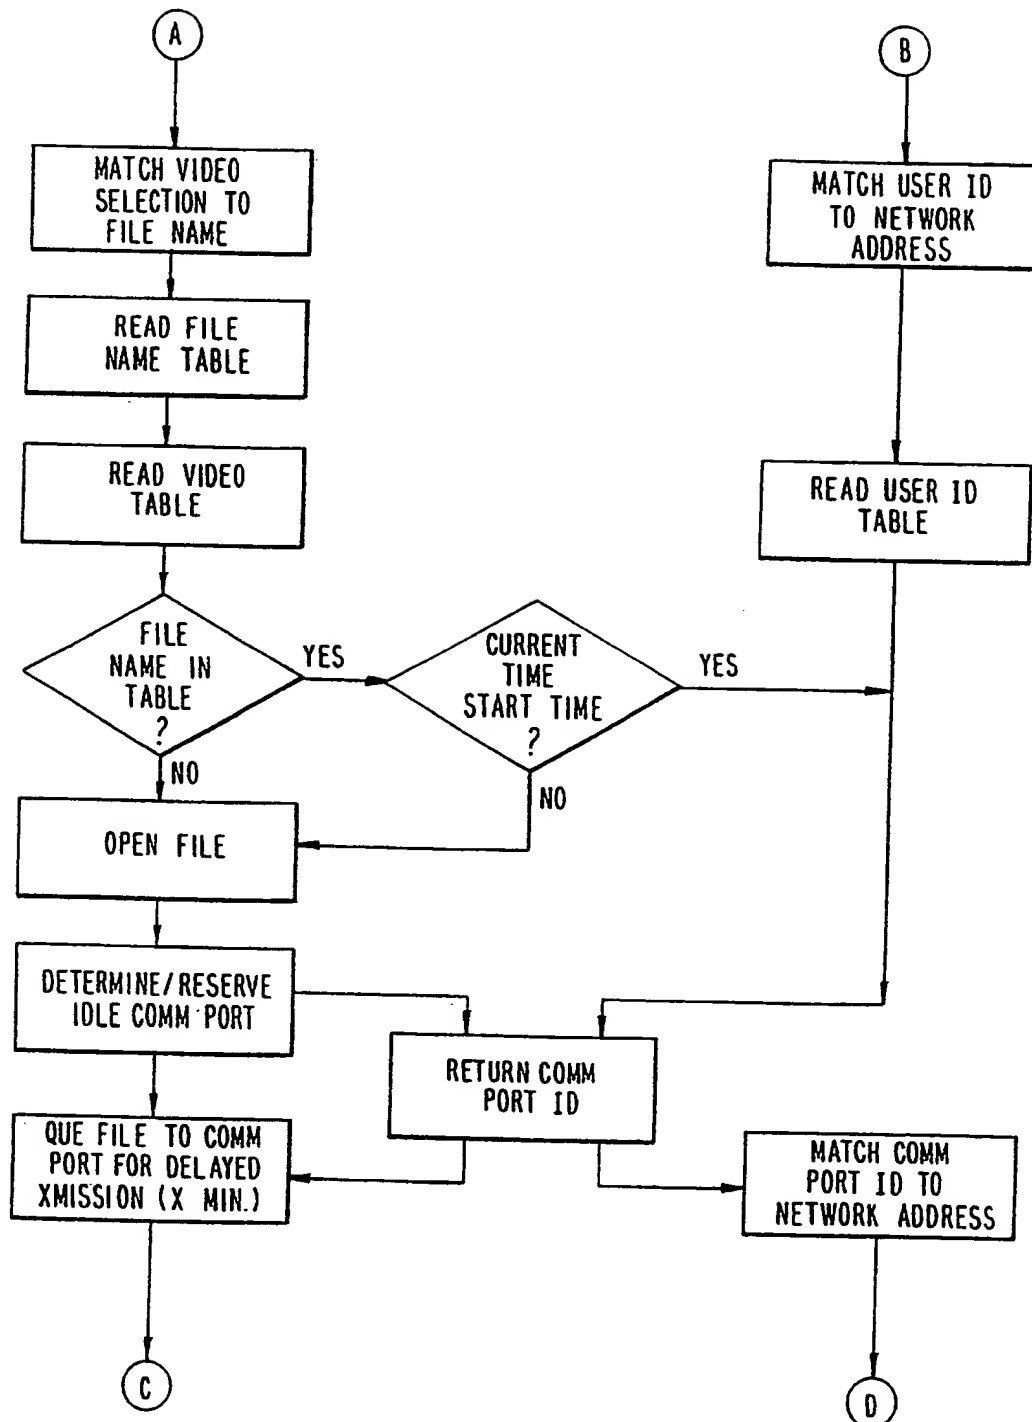 A
B
MATCH VIDEO
SELECTION TO
FILE NAME
MATCH USER ID
TO NETWORK
ADDRESS
READ FILE
NAME TABLE
READ VIDEO
TABLE
READ USER ID
TABLE
FILE
NAME IN
TABLE
?
YES
CURRENT
TIME
START TIME
?
YES
NO
NO
OPEN FILE
DETERMINE/RESERVE
IDLE COMM PORT
RETURN COMM
PORT ID
QUE FILE TO COMM
PORT FOR DELAYED
XMISSION (X MIN.)
MATCH COMM
PORT ID TO
NETWORK ADDRESS
C
D